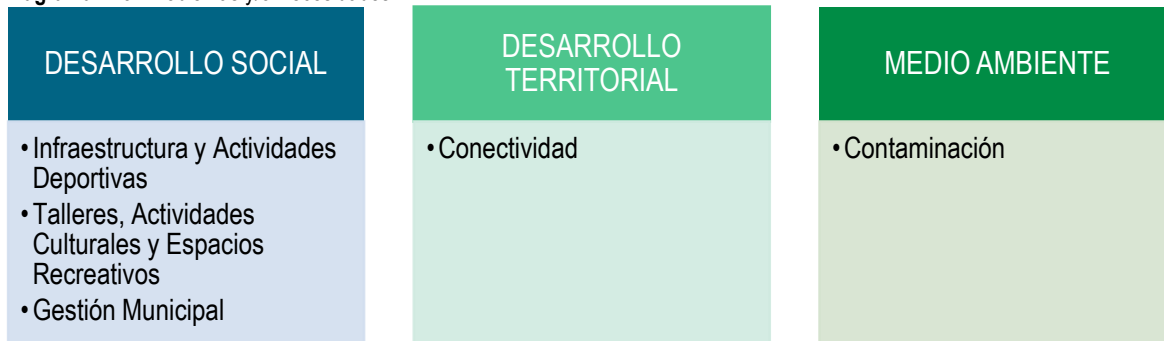 DESARROLLO SOCIAL
• Infraestructura y Actividades
Deportivas
• Talleres, Actividades
Culturales y Espacios
Recreativos
• Gestión Municipal
DESARROLLO
TERRITORIAL
• Conectividad
MEDIO AMBIENTE
• Contaminación